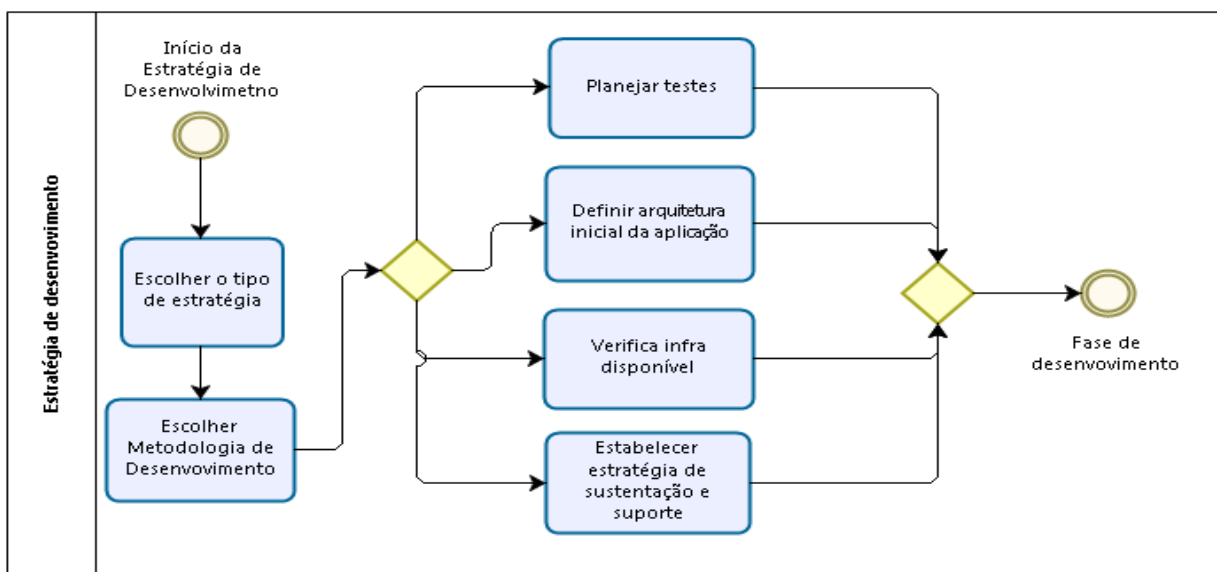 Estratégia de desenvovimento
Início da
Estratégia de
Desenvolvimetno
Escolher o tipo
de estratégia
Escolher
Metodologia de
Desenvovimento
Planejar testes
Definir arquitetura
inicial da aplicação
Verifica infra
disponível
Estabelecer
estratégia de
sustentação e
suporte
Fase de
desenvovimento